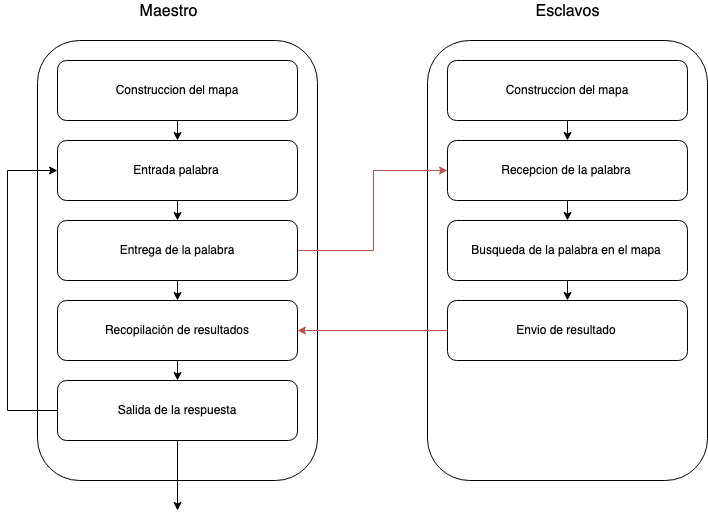 Maestro
Construccion del mapa
Entrada palabra
Entrega de la palabra
Recopilación de resultados
Salida de la respuesta
Esclavos
Construccion del mapa
Recepcion de la palabra
Busqueda de la palabra en el mapa
Envio de resultado